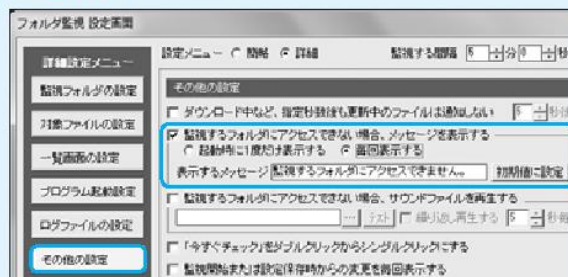 フォルダ監視 設定画面
設定メニュー 簡略 詳細 監視する間隔 5 分 0 秒
詳細設定メニュー
監視フォルダの設定
対象ファイルの設定
一覧画面の設定
プログラム起動設定
ログファイルの設定
その他の設定
その他の設定
ダウンロード中など、指定秒数後も更新中のファイルは通知しない 5 秒後
監視するフォルダにアクセスできない場合、メッセージを表示する
起動時に1度だけ表示する 毎回表示する
表示するメッセージ 監視するフォルダにアクセスできません。 初期値に設定
監視するフォルダにアクセスできない場合、サウンドファイルを再生する
... テスト 繰り返し再生する 5 秒毎
「今すぐチェック」をダブルクリックからシングルクリックにする
監視開始または設定保存時からの変更を毎回表示する